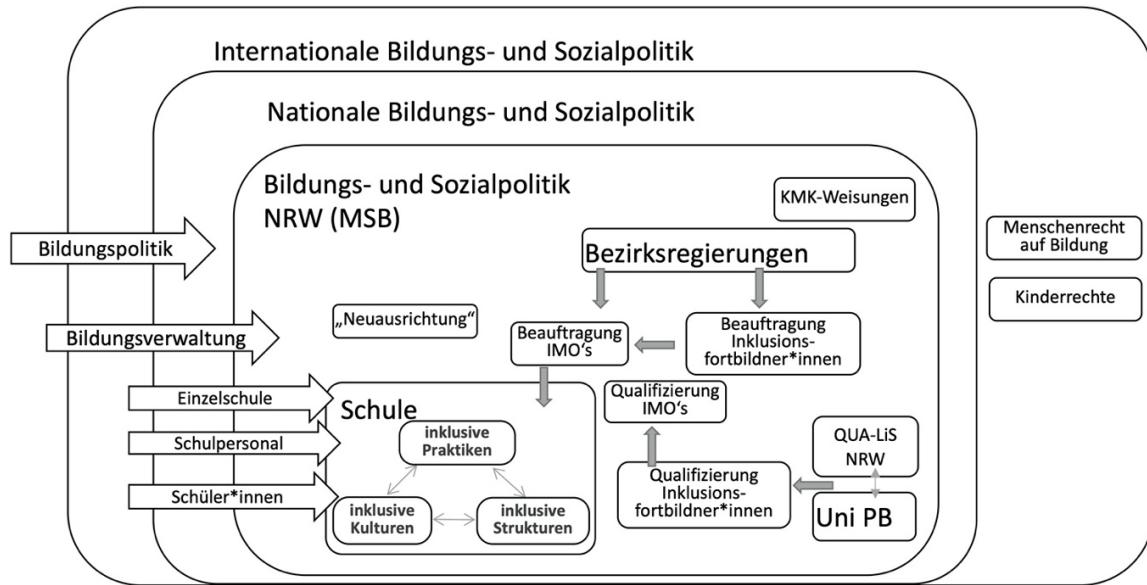 Internationale Bildungs- und Sozialpolitik
Nationale Bildungs- und Sozialpolitik
Bildungs- und Sozialpolitik
NRW (MSB)
KMK-Weisungen
Menschenrecht
auf Bildung
Kinderrechte
Bildungspolitik
Bezirksregierungen
Bildungsverwaltung
„Neuausrichtung“
Beauftragung
IMO‘s
Beauftragung
Inklusions-
fortbildner*innen
Einzelschule
Schulpersonal
Schüler*innen
Schule
inklusive
Praktiken
inklusive
Kulturen
inklusive
Strukturen
Qualifizierung
IMO‘s
Qualifizierung
Inklusions-
fortbildner*innen
QUA-LiS
NRW
Uni PB